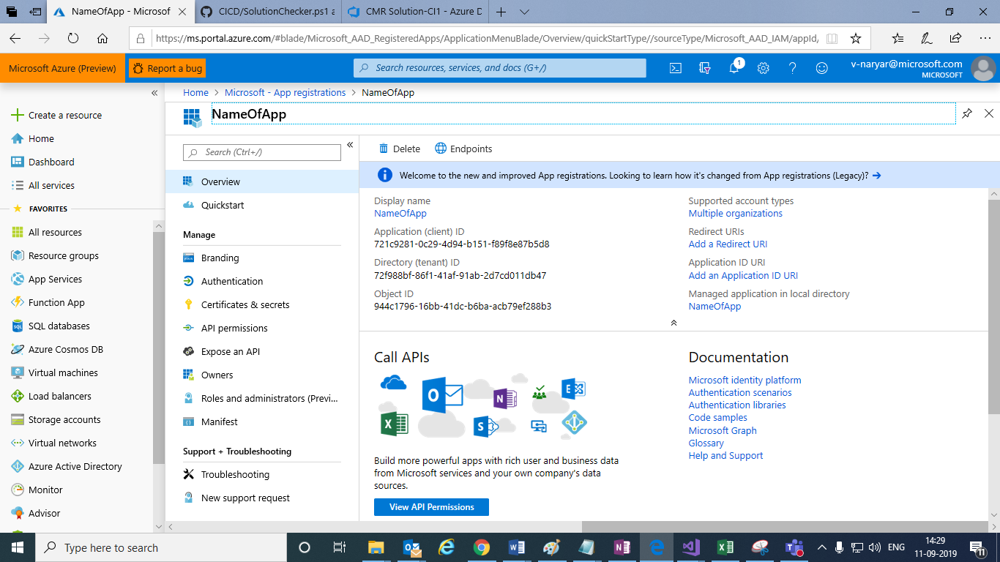 NameOfApp - Microsof
CICD/SolutionChecker.ps1 a
CMR Solution-CI1 - Azure D
https://ms.portal.azure.com/#blade/Microsoft_AAD_RegisteredApps/ApplicationMenuBlade/Overview/quickStartType//sourceType/Microsoft_AAD_IAM/appId/
Microsoft Azure (Preview)
Report a bug
Search resources, services, and docs (G+/)
1
v-naryar@microsoft.com
MICROSOFT
Home > Microsoft - App registrations > NameOfApp
Create a resource
Home
Dashboard
All services
FAVORITES
All resources
Resource groups
App Services
Function App
SQL databases
Azure Cosmos DB
Virtual machines
Load balancers
Storage accounts
Virtual networks
Azure Active Directory
Monitor
Advisor
NameOfApp
Search (Ctrl+/)
Overview
Quickstart
Manage
Branding
Authentication
Certificates & secrets
API permissions
Expose an API
Owners
Roles and administrators (Previ...
Manifest
Support + Troubleshooting
Troubleshooting
New support request
Delete
Endpoints
Welcome to the new and improved App registrations. Looking to learn how it's changed from App registrations (Legacy)?
Display name
NameOfApp
Application (client) ID
721c9281-0c29-4d94-b151-f89f8e87b5d8
Directory (tenant) ID
72f988bf-86f1-41af-91ab-2d7cd011db47
Object ID
944c1796-16bb-41dc-b6ba-acb79ef288b3
Supported account types
Multiple organizations
Redirect URIs
Add a Redirect URI
Application ID URI
Add an Application ID URI
Managed application in local directory
NameOfApp
Call APIs
Build more powerful apps with rich user and business data
from Microsoft services and your own company's data
sources.
View API Permissions
Documentation
Microsoft identity platform
Authentication scenarios
Authentication libraries
Code samples
Microsoft Graph
Glossary
Help and Support
Type here to search
ENG
14:29
11-09-2019
11